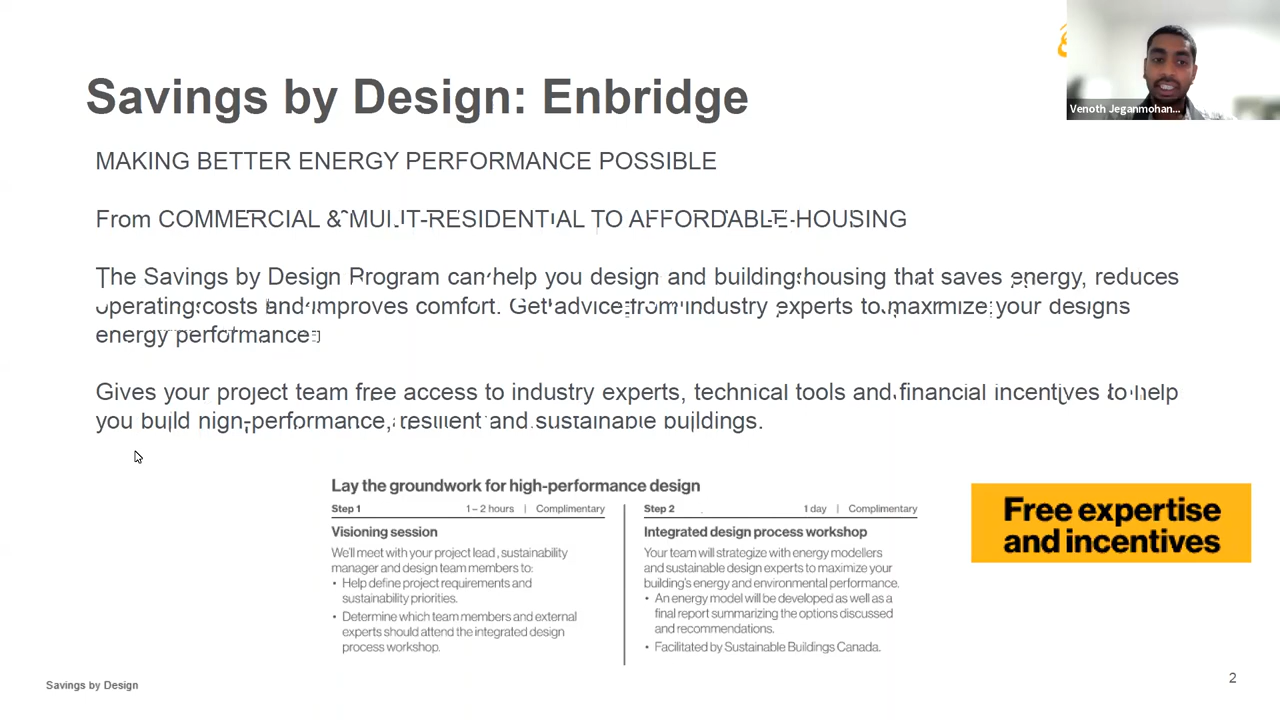 Savings by Design: Enbridge
Venoth Jeganmohan...
MAKING BETTER ENERGY PERFORMANCE POSSIBLE
From COMMERCIAL & MULIT-RESIDENTIAL TO AFFORDABLE-HOUSING
The Savings by Design Program can help you design and building housing that saves energy, reduces
operating costs and improves comfort. Get advice from industry experts to maximize your designs
energy performance
Gives your project team free access to industry experts, technical tools and financial incentives to help
you build high-performance, resilient and sustainable buildings.
Lay the groundwork for high-performance design
Step 1 1 – 2 hours | Complimentary
Visioning session
We'll meet with your project lead, sustainability
manager and design team members to:
• Help define project requirements and
sustainability priorities.
• Determine which team members and external
experts should attend the integrated design
process workshop.
Step 2 1 day | Complimentary
Integrated design process workshop
Your team will strategize with energy modellers
and sustainable design experts to maximize your
building's energy and environmental performance.
• An energy model will be developed as well as a
final report summarizing the options discussed
and recommendations.
• Facilitated by Sustainable Buildings Canada.
Free expertise
and incentives
Savings by Design
2